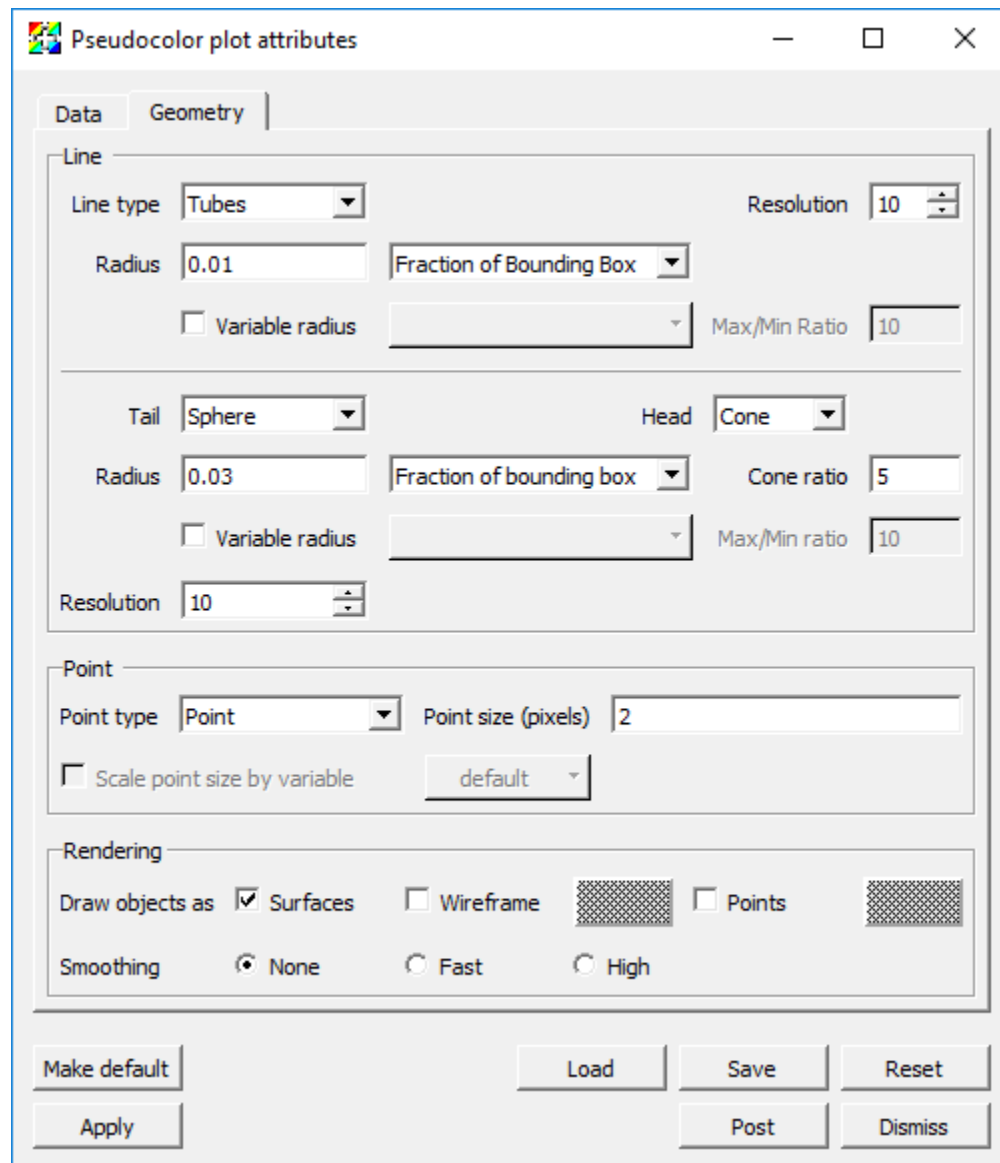 Pseudocolor plot attributes
Data Geometry
Line
Line type Tubes Resolution 10
Radius 0.01 Fraction of Bounding Box
Variable radius Max/Min Ratio 10
Tail Sphere Head Cone
Radius 0.03 Fraction of bounding box Cone ratio 5
Variable radius Max/Min ratio 10
Resolution 10
Point
Point type Point Point size (pixels) 2
Scale point size by variable default
Rendering
Draw objects as Surfaces Wireframe Points
Smoothing None Fast High
Make default Load Save Reset
Apply Post Dismiss